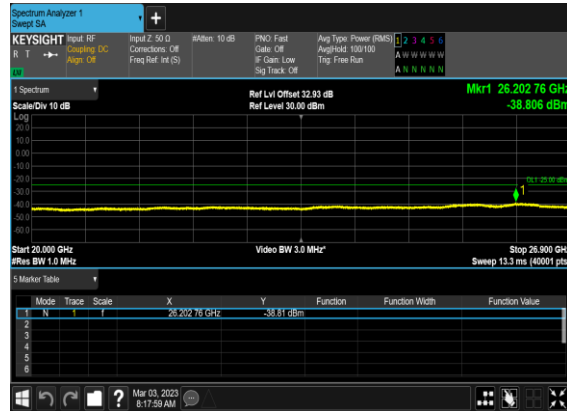 Spectrum Analyzer 1
Swept SA
+
KEYSIGHT Input: RF Input Z: 50 Ω #Atten: 10 dB PNO: Fast Avg Type: Power (RMS) 1 2 3 4 5 6
R T Coupling: DC Corrections: Off Gate: Off Avg|Hold: 100/100 A W W W W W
Align: Off Freq Ref: Int (S) IF Gain: Low Trig: Free Run
Sig Track: Off A N N N N N
1 Spectrum Ref Lvl Offset 32.93 dB Mkr1 26.202 76 GHz
Scale/Div 10 dB Ref Level 30.00 dBm -38.806 dBm
Log
20.0
10.0
0.00
-10.0
-20.0
DL1 -25.00 dBm
-30.0
1
-40.0
-50.0
-60.0
Start 20.000 GHz Video BW 3.0 MHz* Stop 26.900 GHz
#Res BW 1.0 MHz Sweep 13.3 ms (40001 pts)
5 Marker Table
Mode Trace Scale X Y Function Function Width Function Value
1 N 1 f 26.202 76 GHz -38.81 dBm
2
3
4
5
6
? Mar 03, 2023
8:17:59 AM